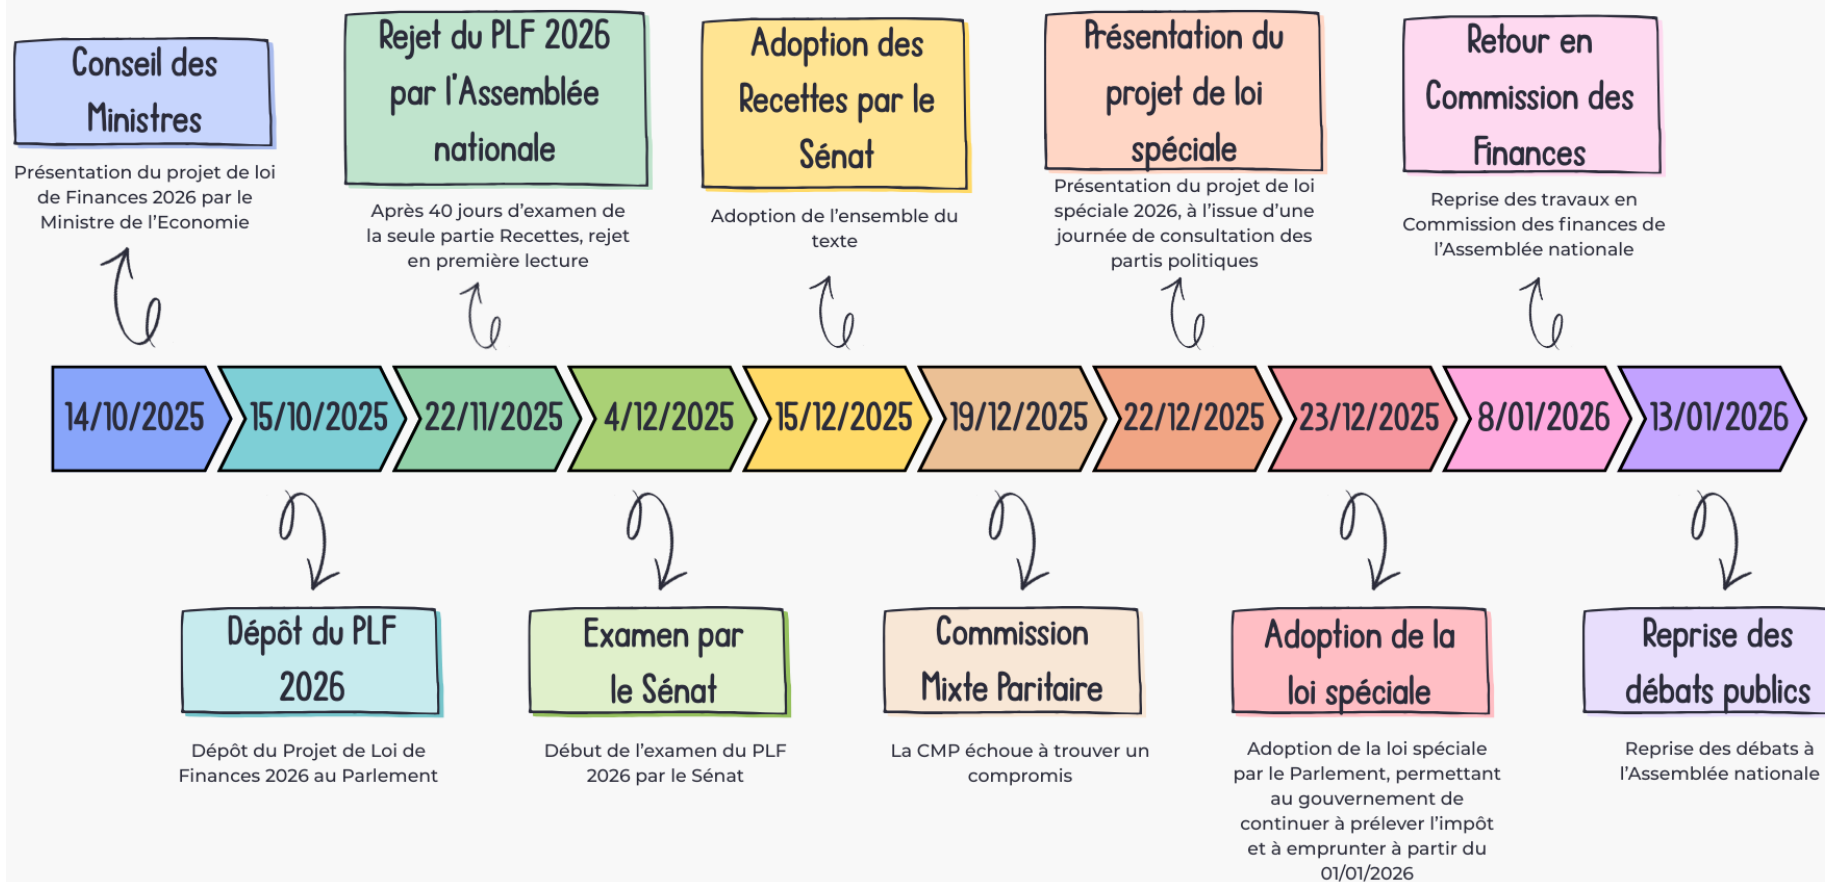 Conseil des
Ministres
Présentation du projet de loi
de Finances 2026 par le
Ministre de l'Economie
Rejet du PLF 2026
par l'Assemblée
nationale
Après 40 jours d'examen de
la seule partie Recettes, rejet
en première lecture
Adoption des
Recettes par le
Sénat
Adoption de l'ensemble du
texte
Présentation du
projet de loi
spéciale
Présentation du projet de loi
spéciale 2026, à l'issue d'une
journée de consultation des
partis politiques
Retour en
Commission des
Finances
Reprise des travaux en
Commission des finances de
l'Assemblée nationale
14/10/2025
15/10/2025
22/11/2025
4/12/2025
15/12/2025
19/12/2025
22/12/2025
23/12/2025
8/01/2026
13/01/2026
Dépôt du PLF
2026
Dépôt du Projet de Loi de
Finances 2026 au Parlement
Examen par
le Sénat
Début de l'examen du PLF
2026 par le Sénat
Commission
Mixte Paritaire
La CMP échoue à trouver un
compromis
Adoption de la
loi spéciale
Adoption de la loi spéciale
par le Parlement, permettant
au gouvernement de
continuer à prélever l'impôt
et à emprunter à partir du
01/01/2026
Reprise des
débats publics
Reprise des débats à
l'Assemblée nationale